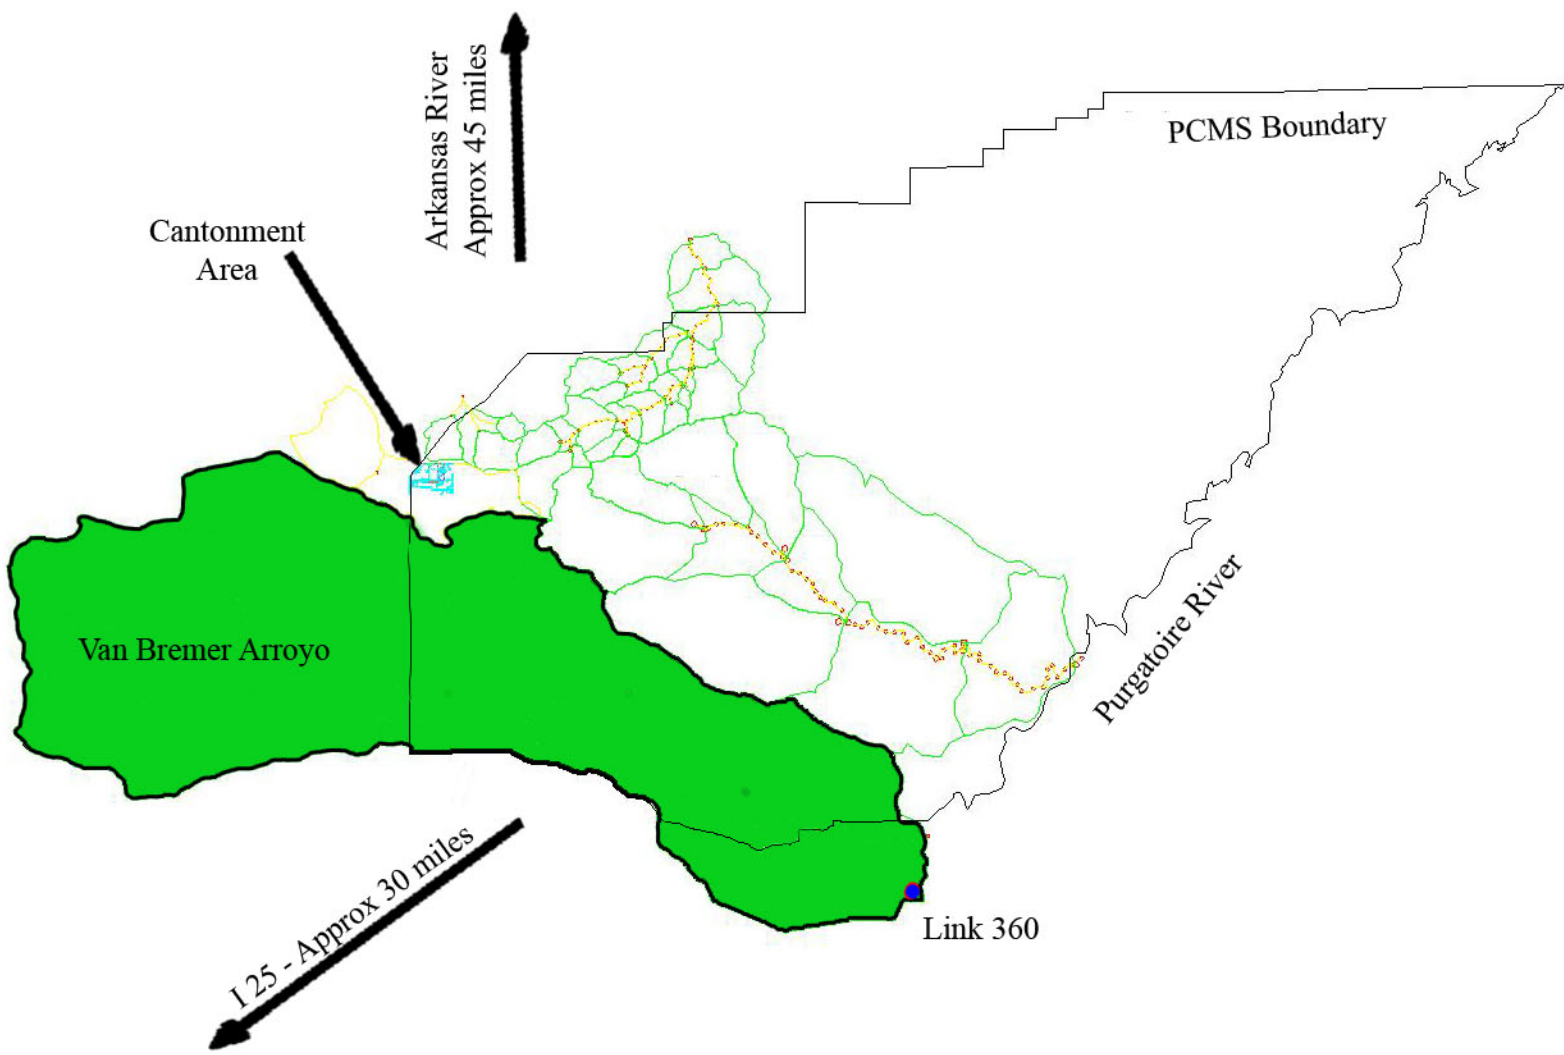 Arkansas River
Approx 45 miles
PCMS Boundary
Cantonment
Area
Van Bremer Arroyo
Purgatoire River
I 25 - Approx 30 miles
Link 360